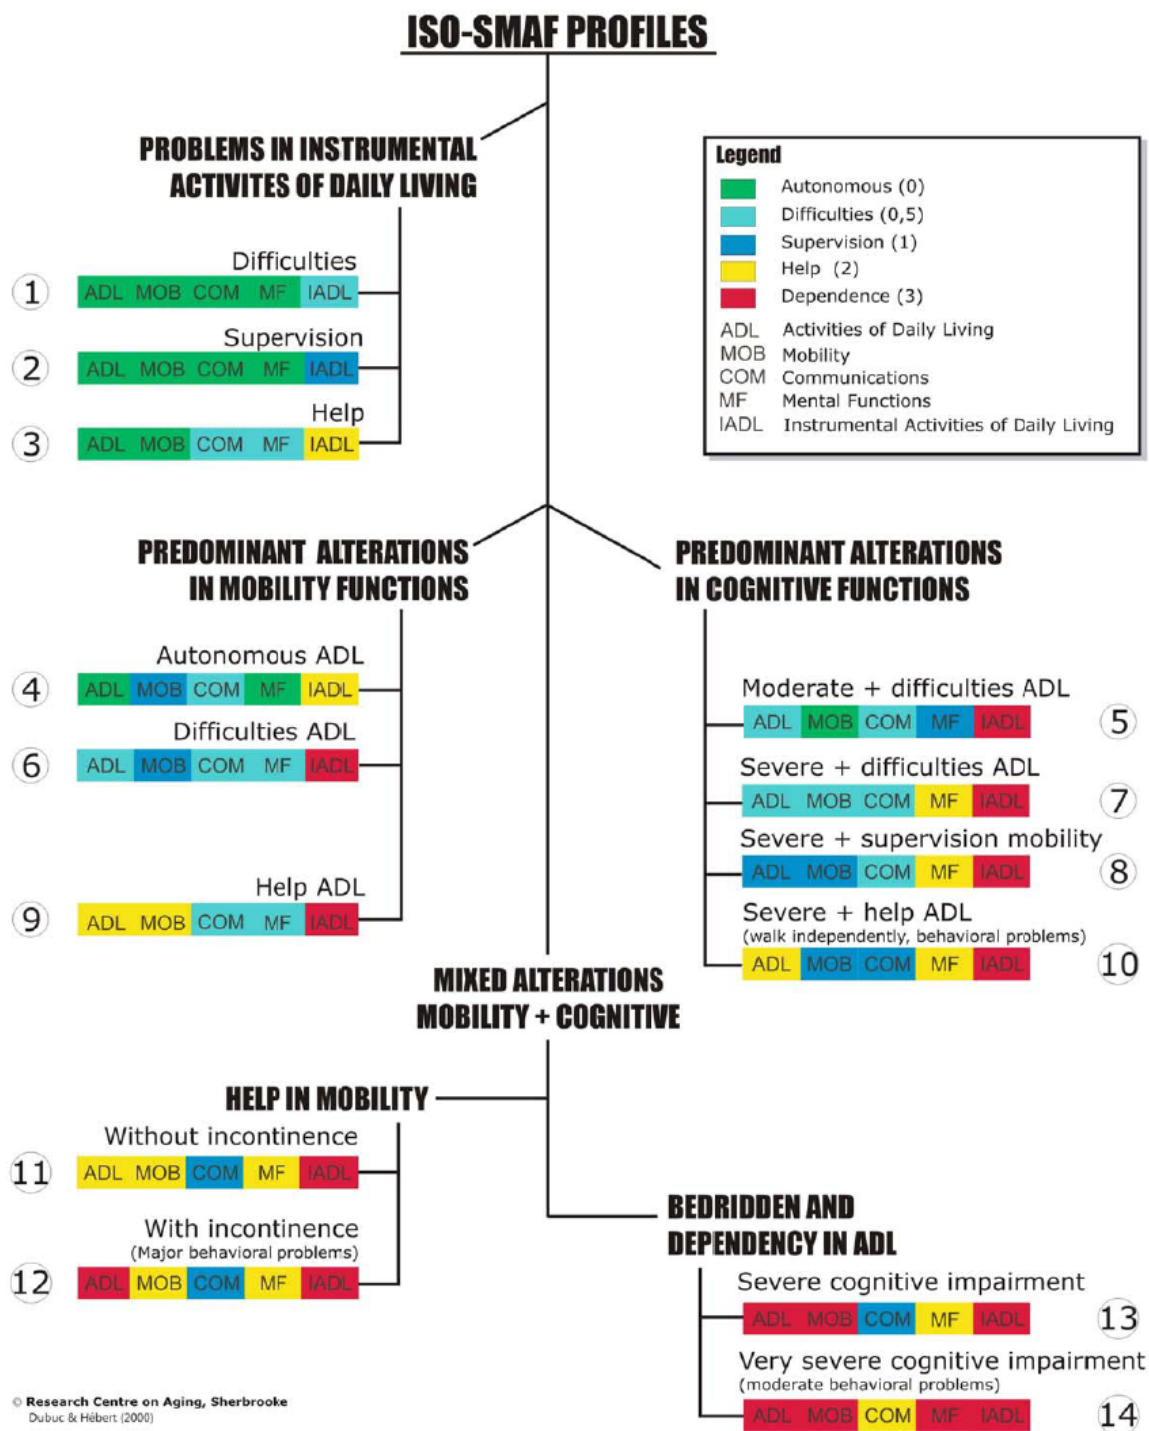 ISO-SMAF PROFILES
PROBLEMS IN INSTRUMENTAL
ACTIVITES OF DAILY LIVING
Difficulties
1 ADL MOB COM MF IADL
Supervision
2 ADL MOB COM MF IADL
Help
3 ADL MOB COM MF IADL
Legend
Autonomous (0)
Difficulties (0,5)
Supervision (1)
Help (2)
Dependence (3)
ADL Activities of Daily Living
MOB Mobility
COM Communications
MF Mental Functions
IADL Instrumental Activities of Daily Living
PREDOMINANT ALTERATIONS
IN MOBILITY FUNCTIONS
Autonomous ADL
4 ADL MOB COM MF IADL
Difficulties ADL
6 ADL MOB COM MF IADL
Help ADL
9 ADL MOB COM MF IADL
PREDOMINANT ALTERATIONS
IN COGNITIVE FUNCTIONS
Moderate + difficulties ADL
ADL MOB COM MF IADL 5
Severe + difficulties ADL
ADL MOB COM MF IADL 7
Severe + supervision mobility
ADL MOB COM MF IADL 8
Severe + help ADL
(walk independently, behavioral problems)
ADL MOB COM MF IADL 10
MIXED ALTERATIONS
MOBILITY + COGNITIVE
HELP IN MOBILITY
Without incontinence
11 ADL MOB COM MF IADL
With incontinence
(Major behavioral problems)
12 ADL MOB COM MF IADL
BEDRIDDEN AND
DEPENDENCY IN ADL
Severe cognitive impairment
ADL MOB COM MF IADL 13
Very severe cognitive impairment
(moderate behavioral problems)
ADL MOB COM MF IADL 14
© Research Centre on Aging, Sherbrooke
Dubuc & Hébert (2000)